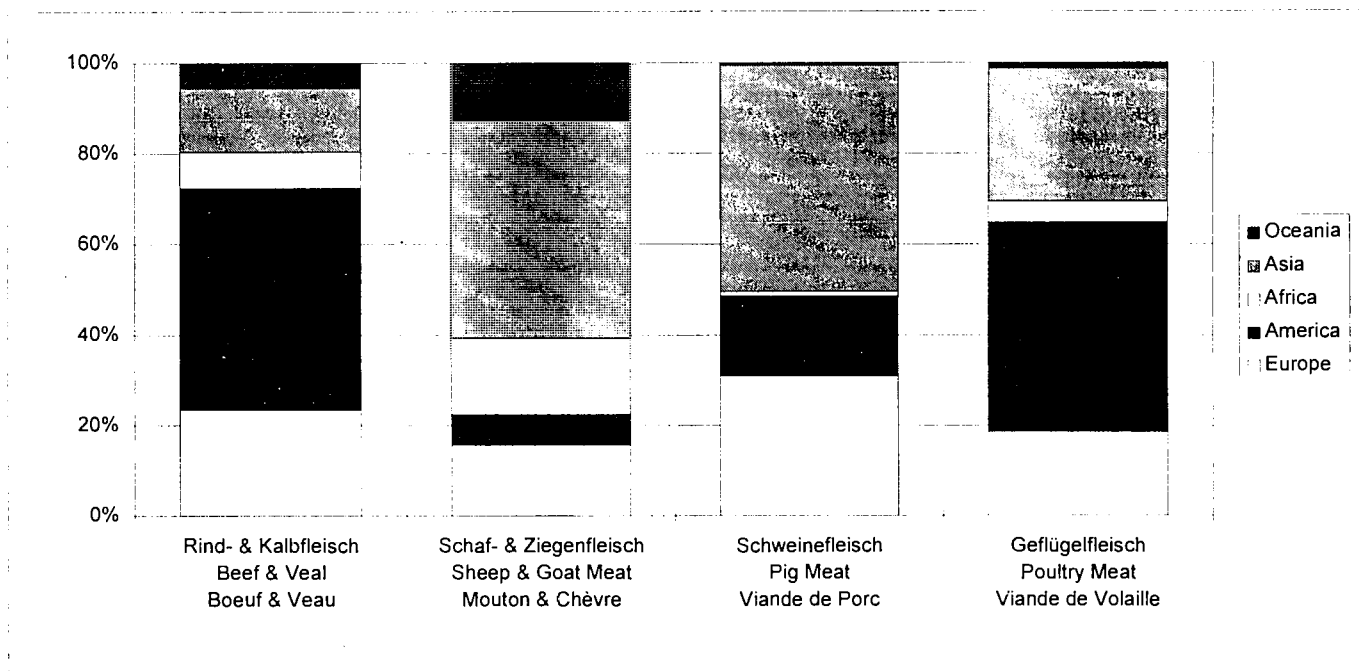 100%
80%
60%
40%
20%
0%
Rind- & Kalbfleisch
Beef & Veal
Boeuf & Veau
Schaf- & Ziegenfleisch
Sheep & Goat Meat
Mouton & Chèvre
Schweinefleisch
Pig Meat
Viande de Porc
Geflügelfleisch
Poultry Meat
Viande de Volaille
Oceania
Asia
Africa
America
Europe